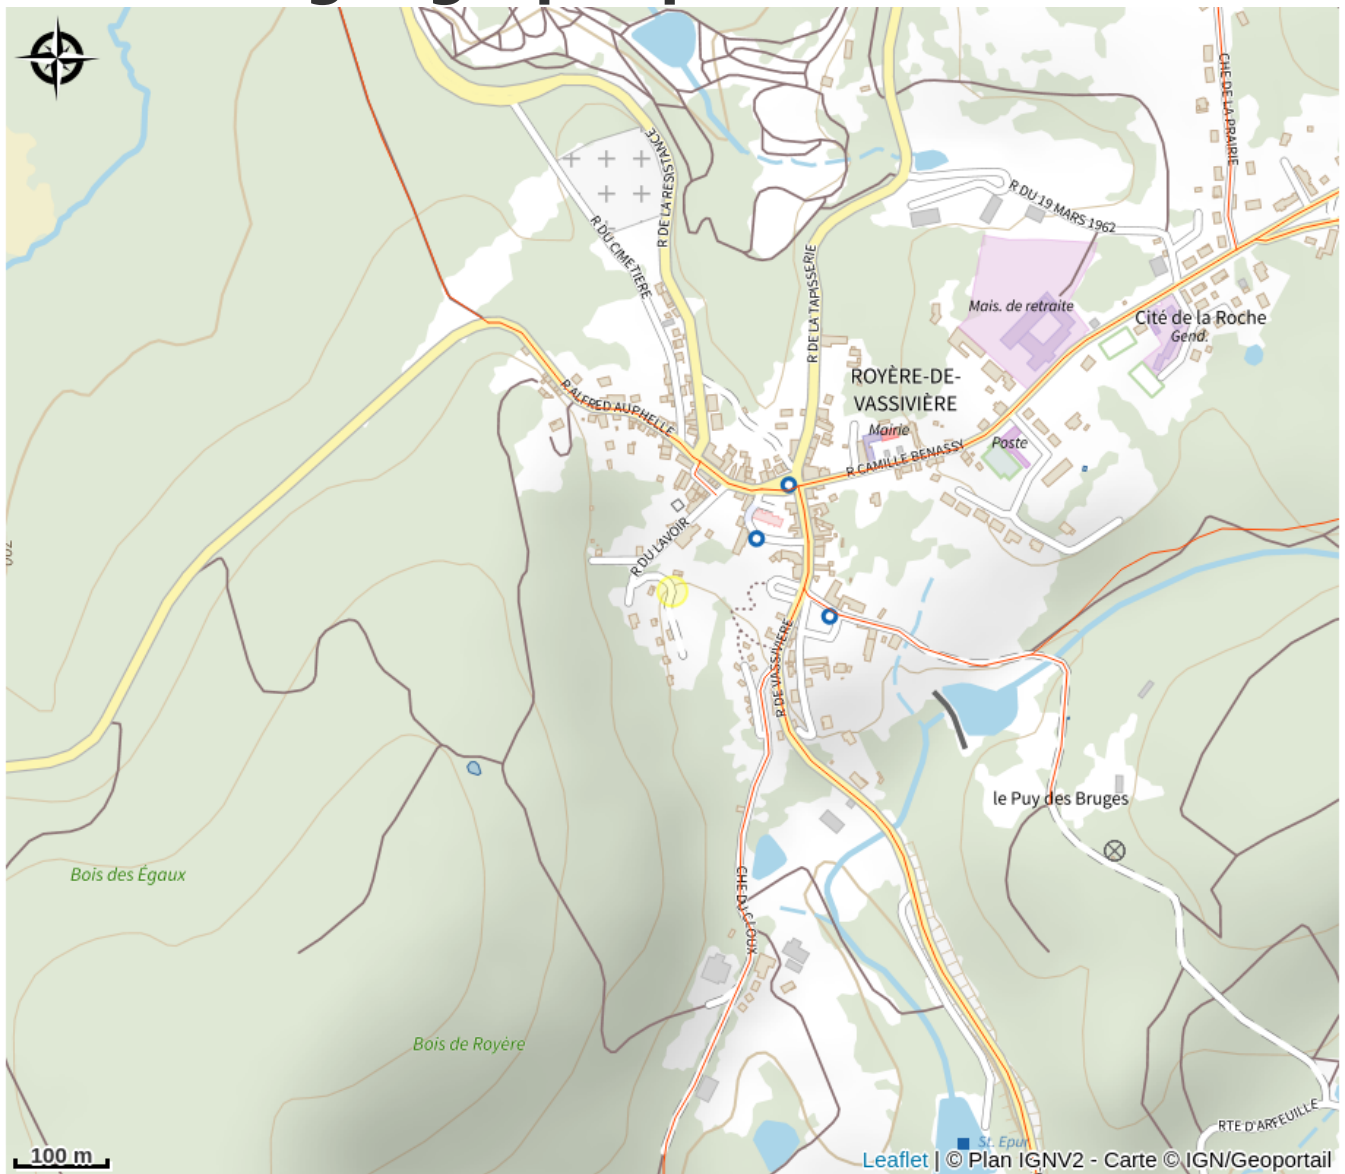 CHE DE LA PRAIRIE
R DE LA RESISTANCE
R DU 19 MARS 1962
R DU CIMETIERE
R DE LA TAPISSERIE
Mais. de retraite
Cité de la Roche
Gend.
ROYÈRE-DE-
VASSIVIÈRE
R ALFRED AUPHELLE
Mairie
Poste
R CAMILLE BENASSY
R DU LAVOIR
R DE VASSIVIÈRE
le Puy des Bruges
Bois des Égaux
CHE DU CLOUX
Bois de Royère
RTE D'ARFEUILLE
St. Epur
100 m
Leaflet | © Plan IGNV2 - Carte © IGN/Geoportail